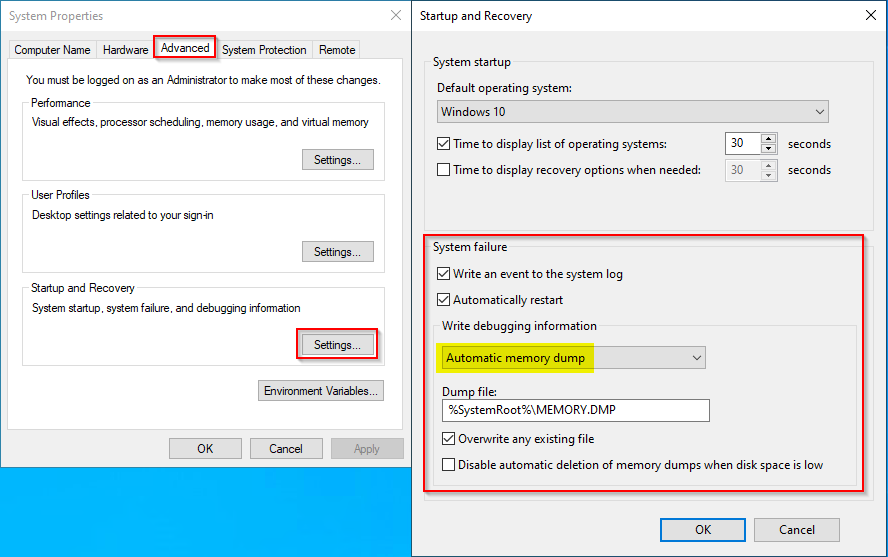 System Properties
Computer Name
Hardware
Advanced
System Protection
Remote
You must be logged on as an Administrator to make most of these changes.
Performance
Visual effects, processor scheduling, memory usage, and virtual memory
Settings...
User Profiles
Desktop settings related to your sign-in
Settings...
Startup and Recovery
System startup, system failure, and debugging information
Settings...
Environment Variables...
OK
Cancel
Apply
Startup and Recovery
System startup
Default operating system:
Windows 10
Time to display list of operating systems:
30
seconds
Time to display recovery options when needed:
30
seconds
System failure
Write an event to the system log
Automatically restart
Write debugging information
Automatic memory dump
Dump file:
%SystemRoot%\MEMORY.DMP
Overwrite any existing file
Disable automatic deletion of memory dumps when disk space is low
OK
Cancel